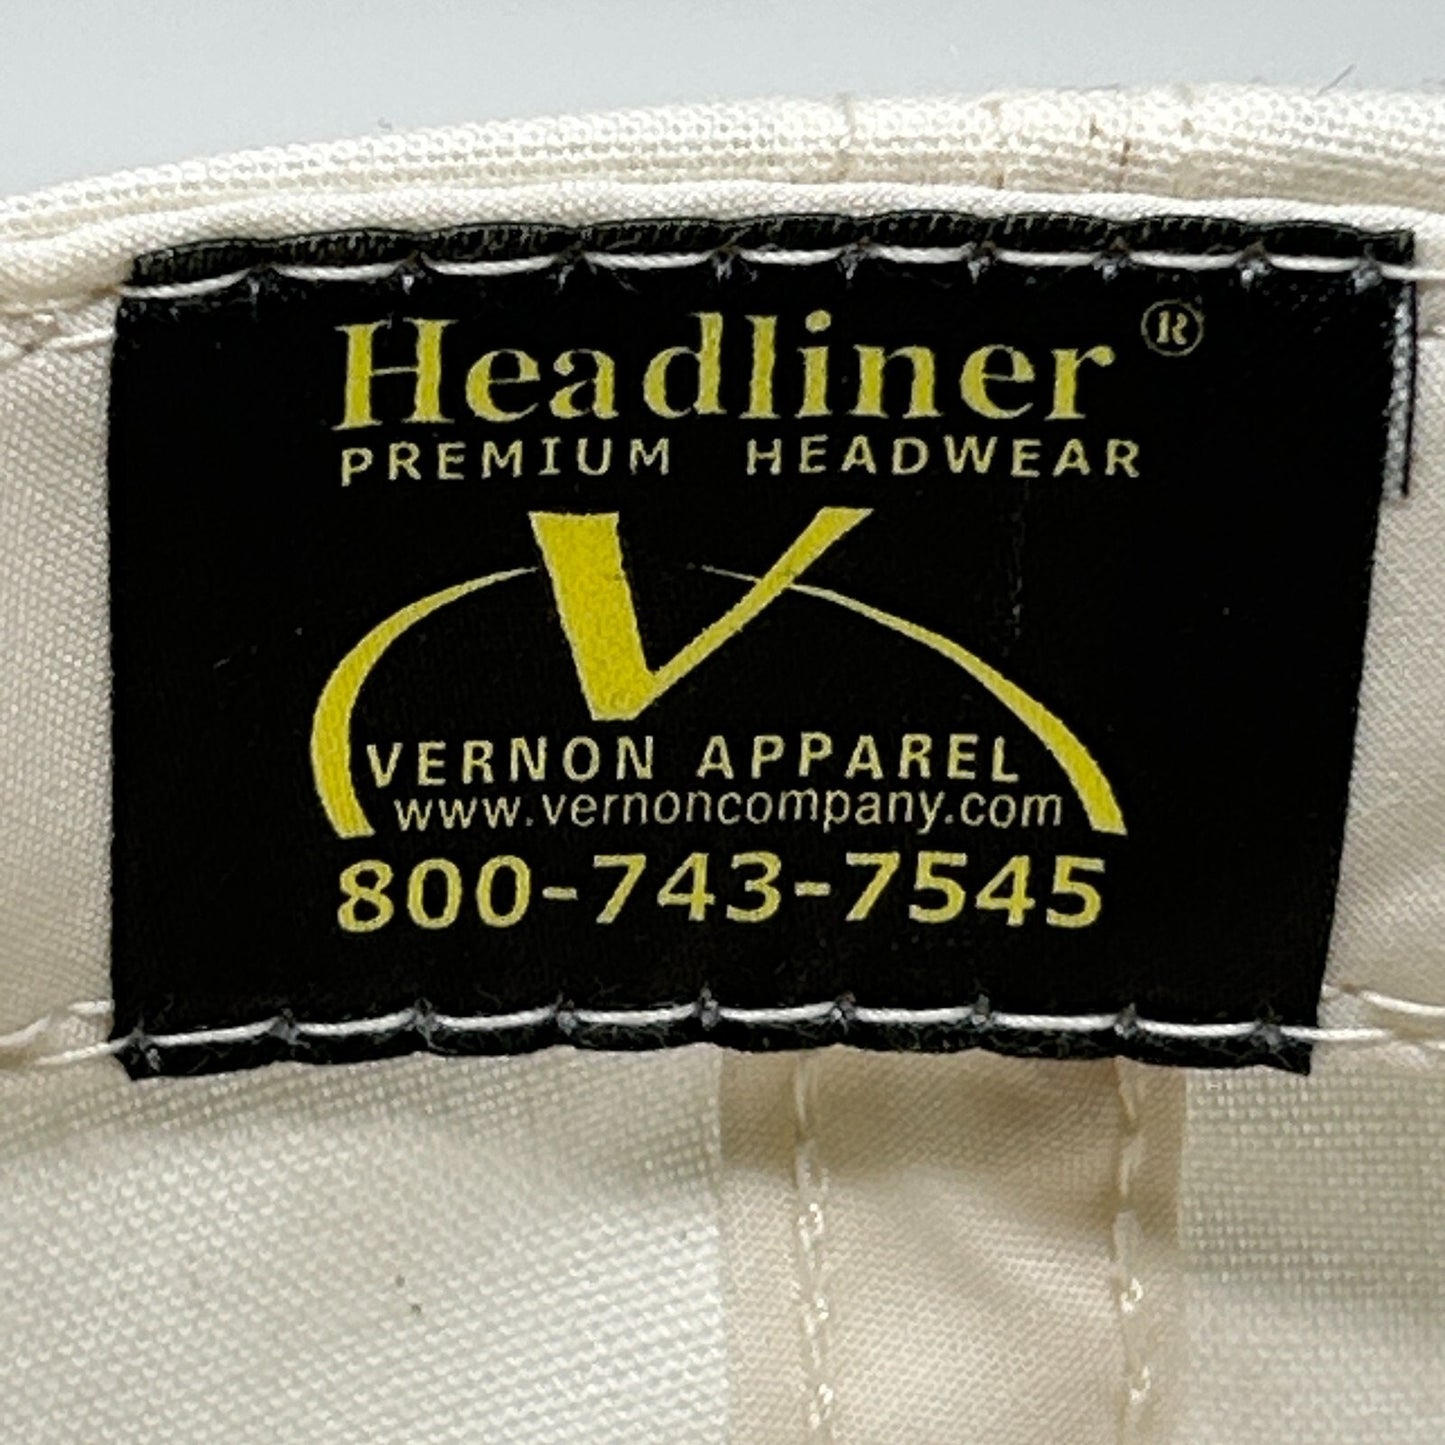 Headliner®
PREMIUM HEADWEAR
V
VERNON APPAREL
www.vernoncompany.com
800-743-7545